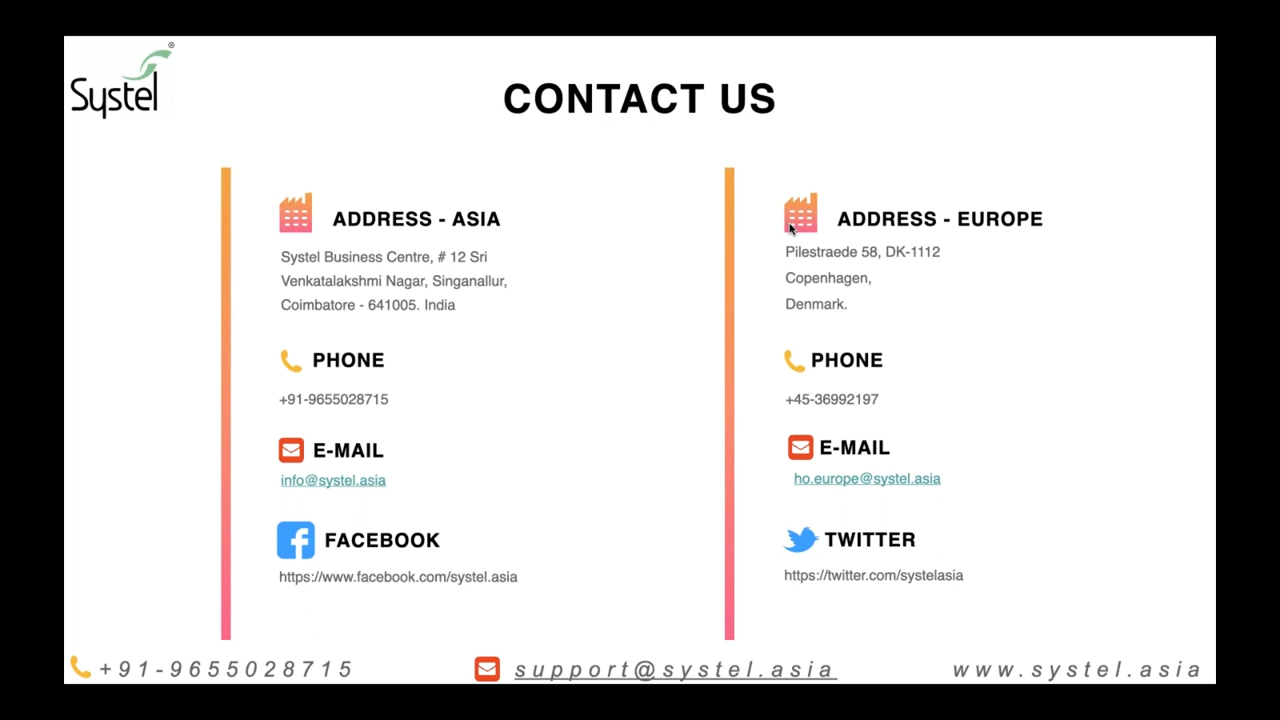 Systel®
CONTACT US
ADDRESS - ASIA
Systel Business Centre, # 12 Sri
Venkatalakshmi Nagar, Singanallur,
Coimbatore - 641005. India
PHONE
+91-9655028715
E-MAIL
info@systel.asia
FACEBOOK
https://www.facebook.com/systel.asia
ADDRESS - EUROPE
Pilestraede 58, DK-1112
Copenhagen,
Denmark.
PHONE
+45-36992197
E-MAIL
ho.europe@systel.asia
TWITTER
https://twitter.com/systelasia
+91-9655028715
support@systel.asia
www.systel.asia